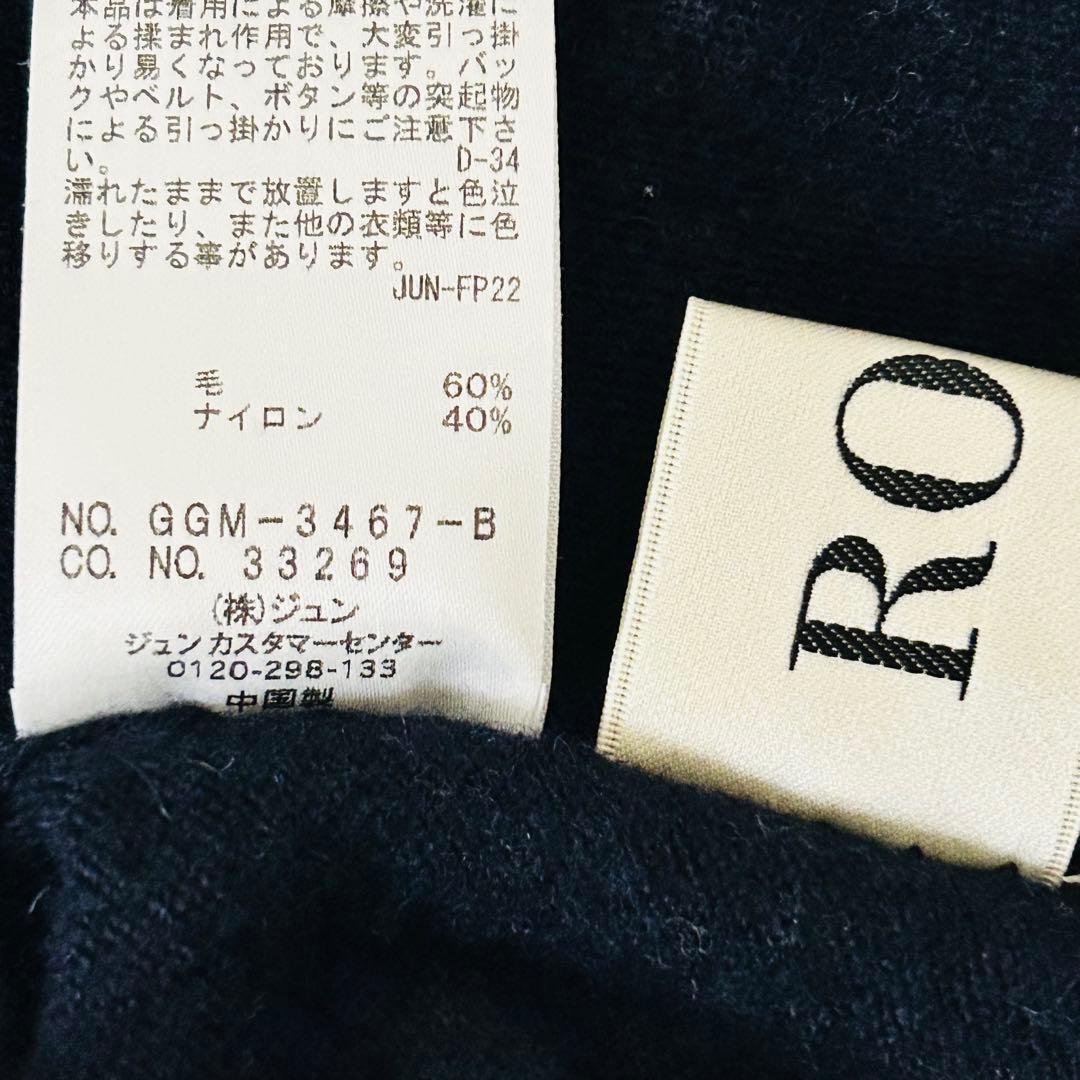 本品は着用による摩擦や洗濯に
よる揉まれ作用で、大変引っ掛
かり易くなっております。バッ
クやベルト、ボタン等の突起物
による引っ掛かりにご注意下さ
い。 D-34
濡れたままで放置しますと色泣
きしたり、また他の衣類等に色
移りする事があります。
JUN-FP22
毛 60%
ナイロン 40%
NO. GGM-3467-B
CO. NO. 33269
(株)ジュン
ジュン カスタマーセンター
0120-298-133
中国製
RO